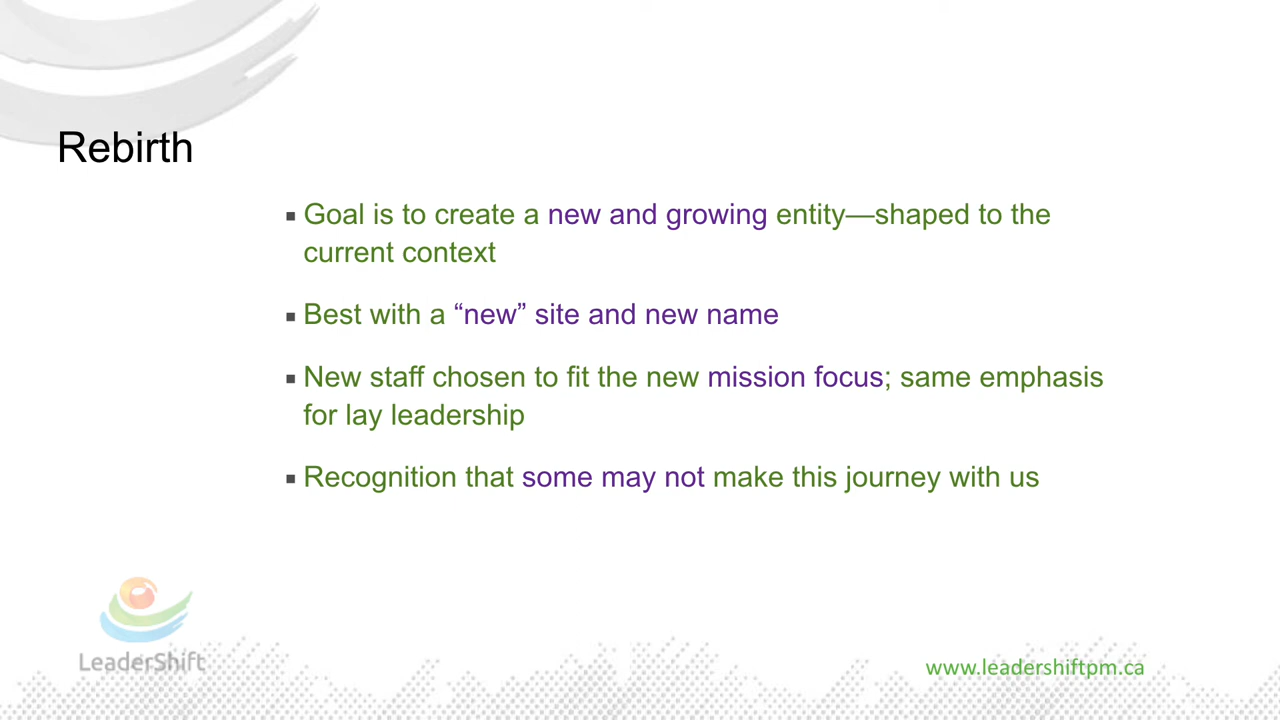 Rebirth
Goal is to create a new and growing entity—shaped to the
current context
Best with a “new” site and new name
New staff chosen to fit the new mission focus; same emphasis
for lay leadership
Recognition that some may not make this journey with us
LeaderShift
www.leadershiftpm.ca